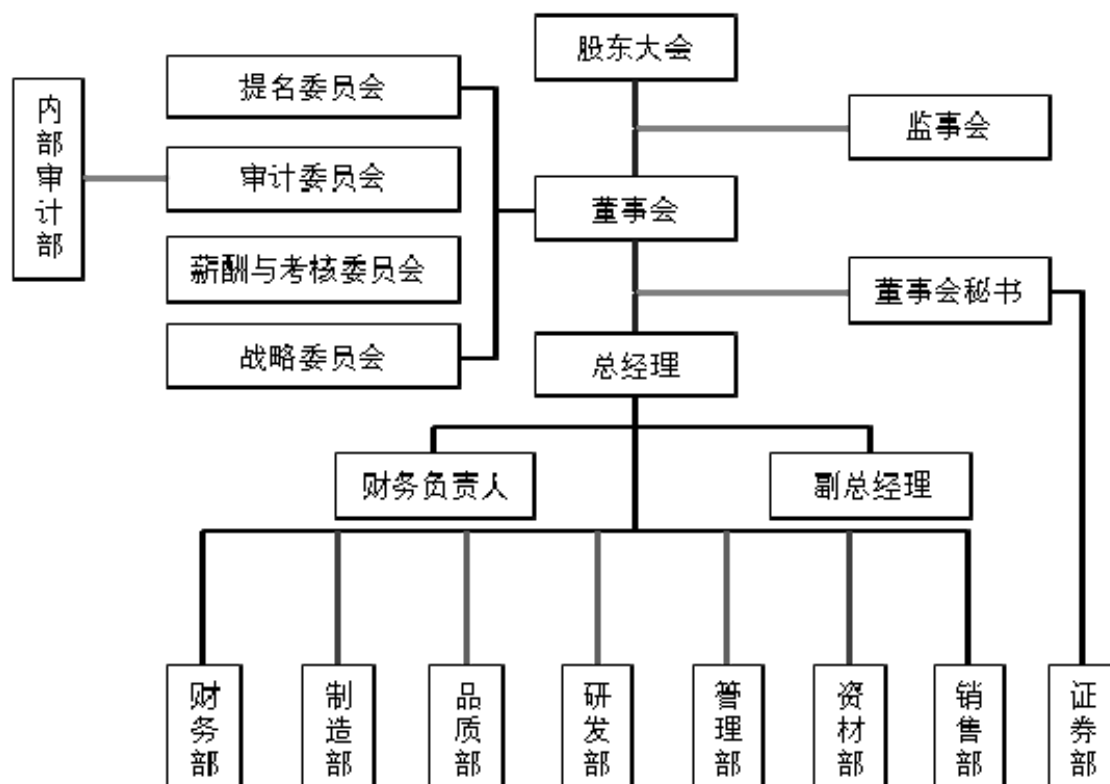 股东大会
提名委员会
监事会
内部审计部
审计委员会
董事会
薪酬与考核委员会
董事会秘书
战略委员会
总经理
财务负责人
副总经理
财务部
制造部
品质部
研发部
管理部
资材部
销售部
证券部